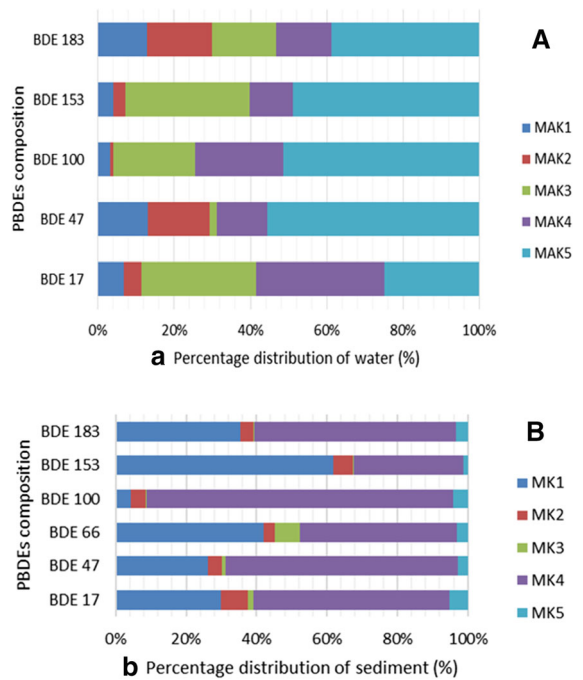 A
PBDEs composition
BDE 183
BDE 153
BDE 100
BDE 47
BDE 17
0% 20% 40% 60% 80% 100%
a Percentage distribution of water (%)
MAK1
MAK2
MAK3
MAK4
MAK5
B
PBDEs composition
BDE 183
BDE 153
BDE 100
BDE 66
BDE 47
BDE 17
0% 20% 40% 60% 80% 100%
b Percentage distribution of sediment (%)
MK1
MK2
MK3
MK4
MK5